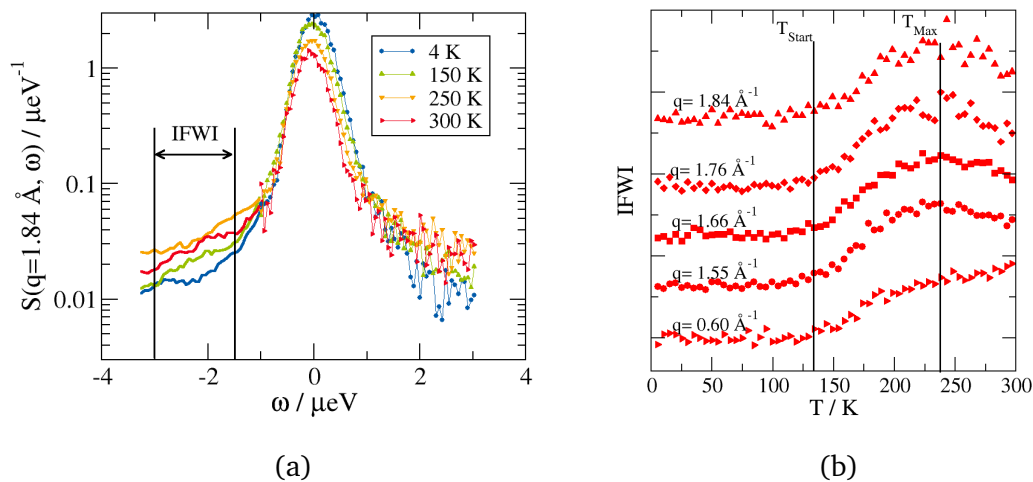 S(q=1.84 Å, ω) / μeV⁻¹
1
0.1
0.01
IFWI
4 K
150 K
250 K
300 K
-4
-2
0
2
4
ω / μeV
(a)
IFWI
T_Start
T_Max
q= 1.84 Å⁻¹
q= 1.76 Å⁻¹
q= 1.66 Å⁻¹
q= 1.55 Å⁻¹
q= 0.60 Å⁻¹
0
50
100
150
200
250
300
T / K
(b)